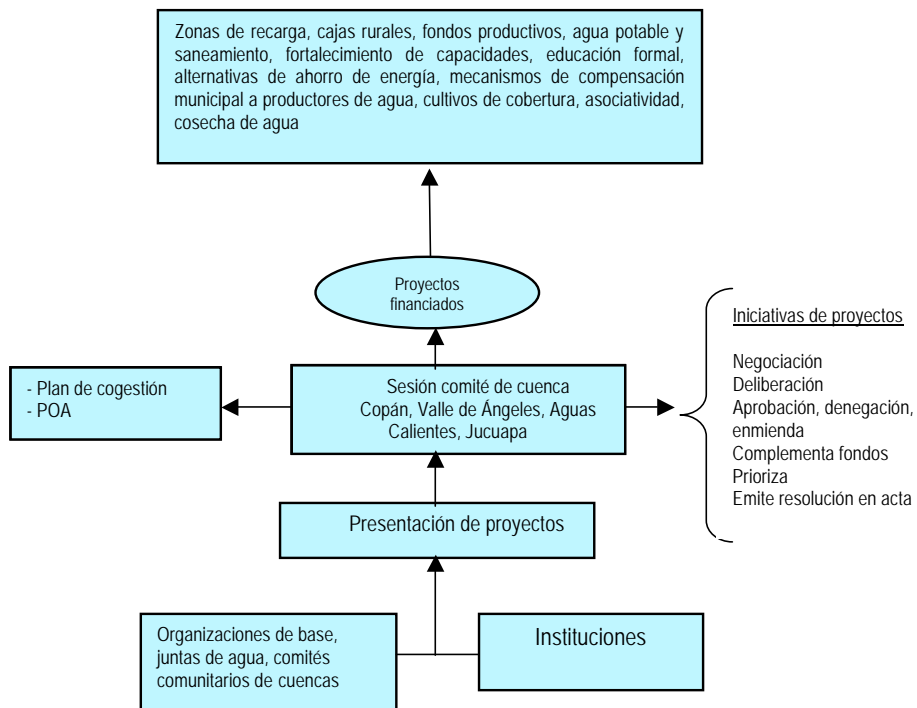 Zonas de recarga, cajas rurales, fondos productivos, agua potable y
saneamiento, fortalecimiento de capacidades, educación formal,
alternativas de ahorro de energía, mecanismos de compensación
municipal a productores de agua, cultivos de cobertura, asociatividad,
cosecha de agua
Proyectos
financiados
Iniciativas de proyectos
Negociación
Deliberación
Aprobación, denegación,
enmienda
Complementa fondos
Prioriza
Emite resolución en acta
- Plan de cogestión
- POA
Sesión comité de cuenca
Copán, Valle de Ángeles, Aguas
Calientes, Jucuapa
Presentación de proyectos
Organizaciones de base,
juntas de agua, comités
comunitarios de cuencas
Instituciones